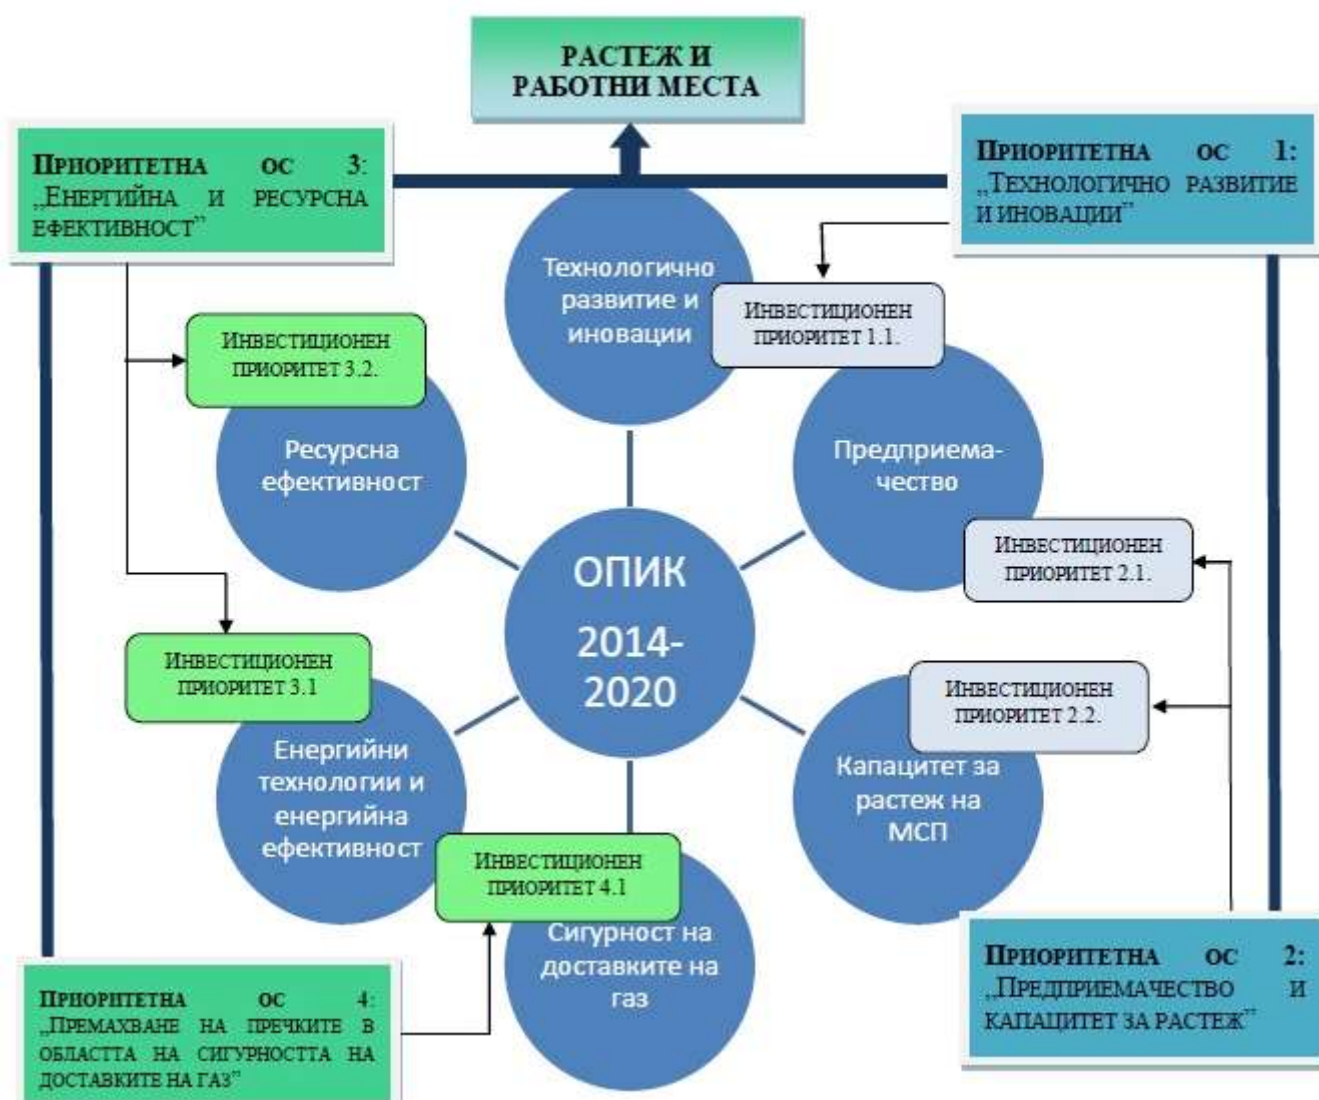 РАСТЕЖ И
РАБОТНИ МЕСТА
ПРИОРИТЕТНА ОС 3:
„ЕНЕРГИЙНА И РЕСУРСНА
ЕФЕКТИВНОСТ”
ПРИОРИТЕТНА ОС 1:
„ТЕХНОЛОГИЧНО РАЗВИТИЕ
И ИНОВАЦИИ”
Технологично
развитие и
иновации
ИНВЕСТИЦИОНЕН
ПРИОРИТЕТ 1.1.
ИНВЕСТИЦИОНЕН
ПРИОРИТЕТ 3.2.
Ресурсна
ефективност
Предприема-
чество
ИНВЕСТИЦИОНЕН
ПРИОРИТЕТ 2.1.
ОПИК
2014-
2020
ИНВЕСТИЦИОНЕН
ПРИОРИТЕТ 3.1
ИНВЕСТИЦИОНЕН
ПРИОРИТЕТ 2.2.
Енергийни
технологии и
енергийна
ефективност
Капацитет за
растеж на
МСП
ИНВЕСТИЦИОНЕН
ПРИОРИТЕТ 4.1
Сигурност на
доставките на
газ
ПРИОРИТЕТНА ОС 4:
„ПРЕМАХВАНЕ НА ПРЕЧКИТЕ В
ОБЛАСТТА НА СИГУРНОСТТА НА
ДОСТАВКИТЕ НА ГАЗ”
ПРИОРИТЕТНА ОС 2:
„ПРЕДПРИЕМАЧЕСТВО И
КАПАЦИТЕТ ЗА РАСТЕЖ”